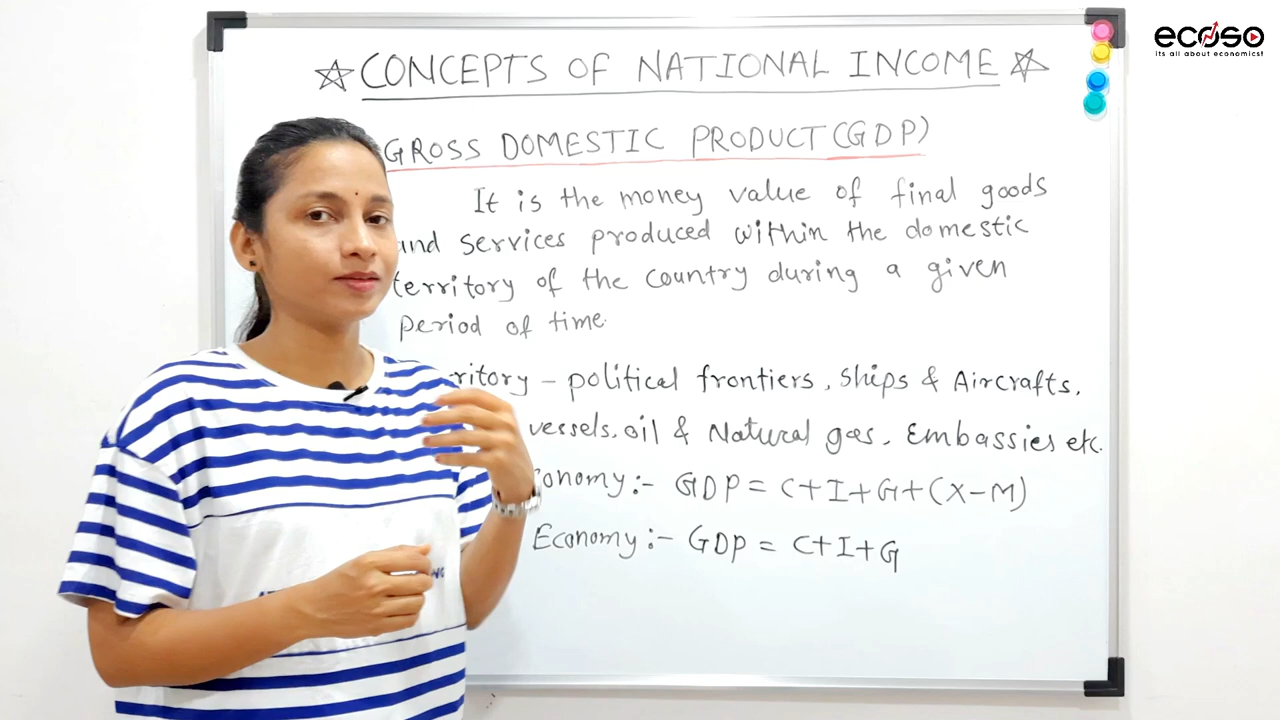 ecoso
its all about economics!
☆ CONCEPTS OF NATIONAL INCOME ☆
GROSS DOMESTIC PRODUCT (GDP)
It is the money value of final goods
and services produced within the domestic
territory of the country during a given
period of time.
ritory – political frontiers, Ships & Aircrafts,
vessels, oil & Natural gas, Embassies etc.
conomy:- GDP = C+I+G+(X-M)
Economy:- GDP = C+I+G